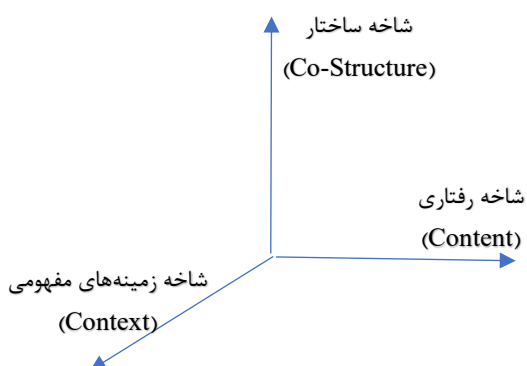 شاخه ساختار
(Co-Structure)
شاخه رفتاری
(Content)
شاخه زمینه‌های مفهومی
(Context)